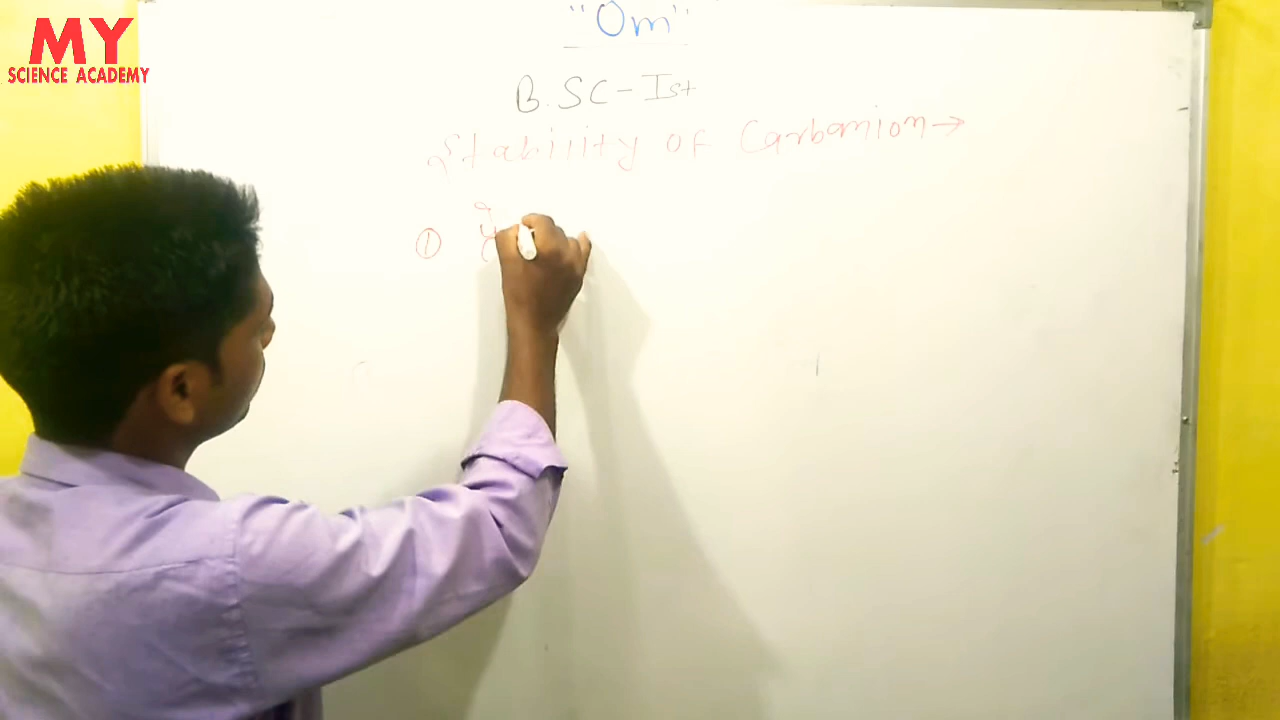 MY
SCIENCE ACADEMY
"Om"
B.SC-Ist
Stability of Carbanion→
①